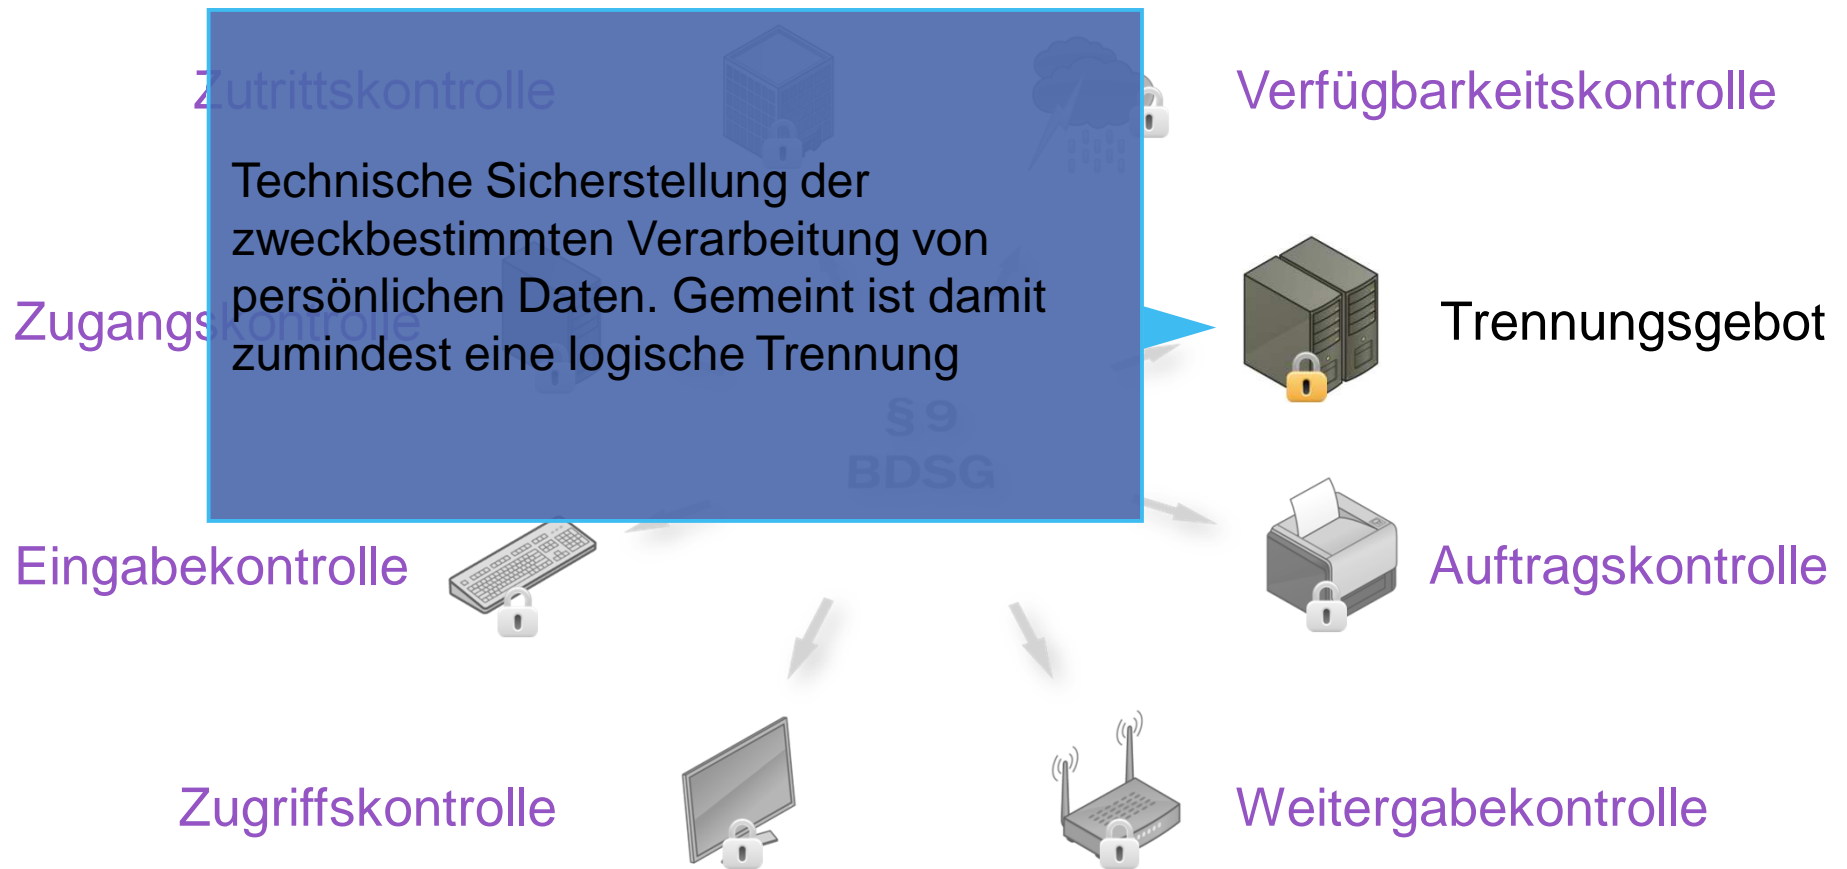 Zutrittskontrolle
Verfügbarkeitskontrolle
Technische Sicherstellung der
zweckbestimmten Verarbeitung von
persönlichen Daten. Gemeint ist damit
zumindest eine logische Trennung
Zugangskontrolle
Trennungsgebot
§ 9
BDSG
Eingabekontrolle
Auftragskontrolle
Zugriffskontrolle
Weitergabekontrolle